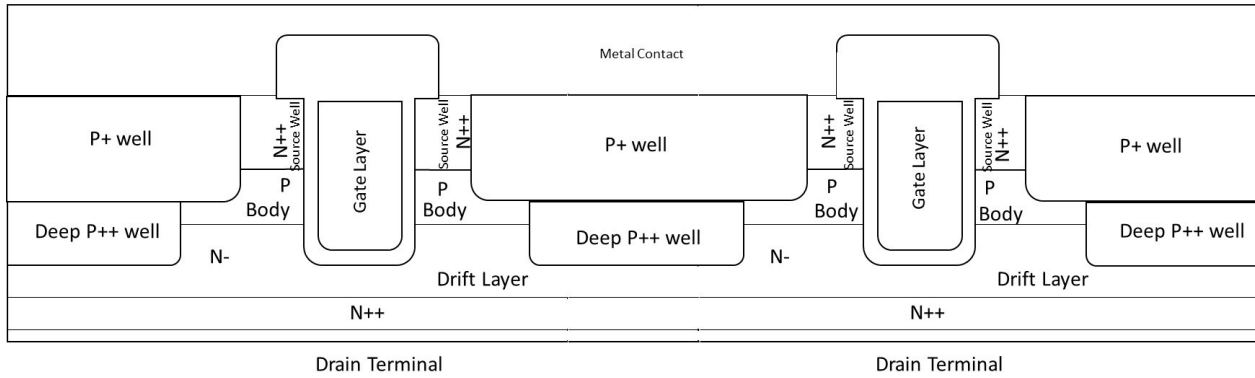 Metal Contact
P+ well
N++
Source Well
Gate Layer
Source Well
N++
P+ well
N++
Source Well
Gate Layer
Source Well
N++
P+ well
P
Body
P
Body
P
Body
P
Body
Deep P++ well
Deep P++ well
Deep P++ well
N-
Drift Layer
N-
Drift Layer
N++
N++
Drain Terminal
Drain Terminal